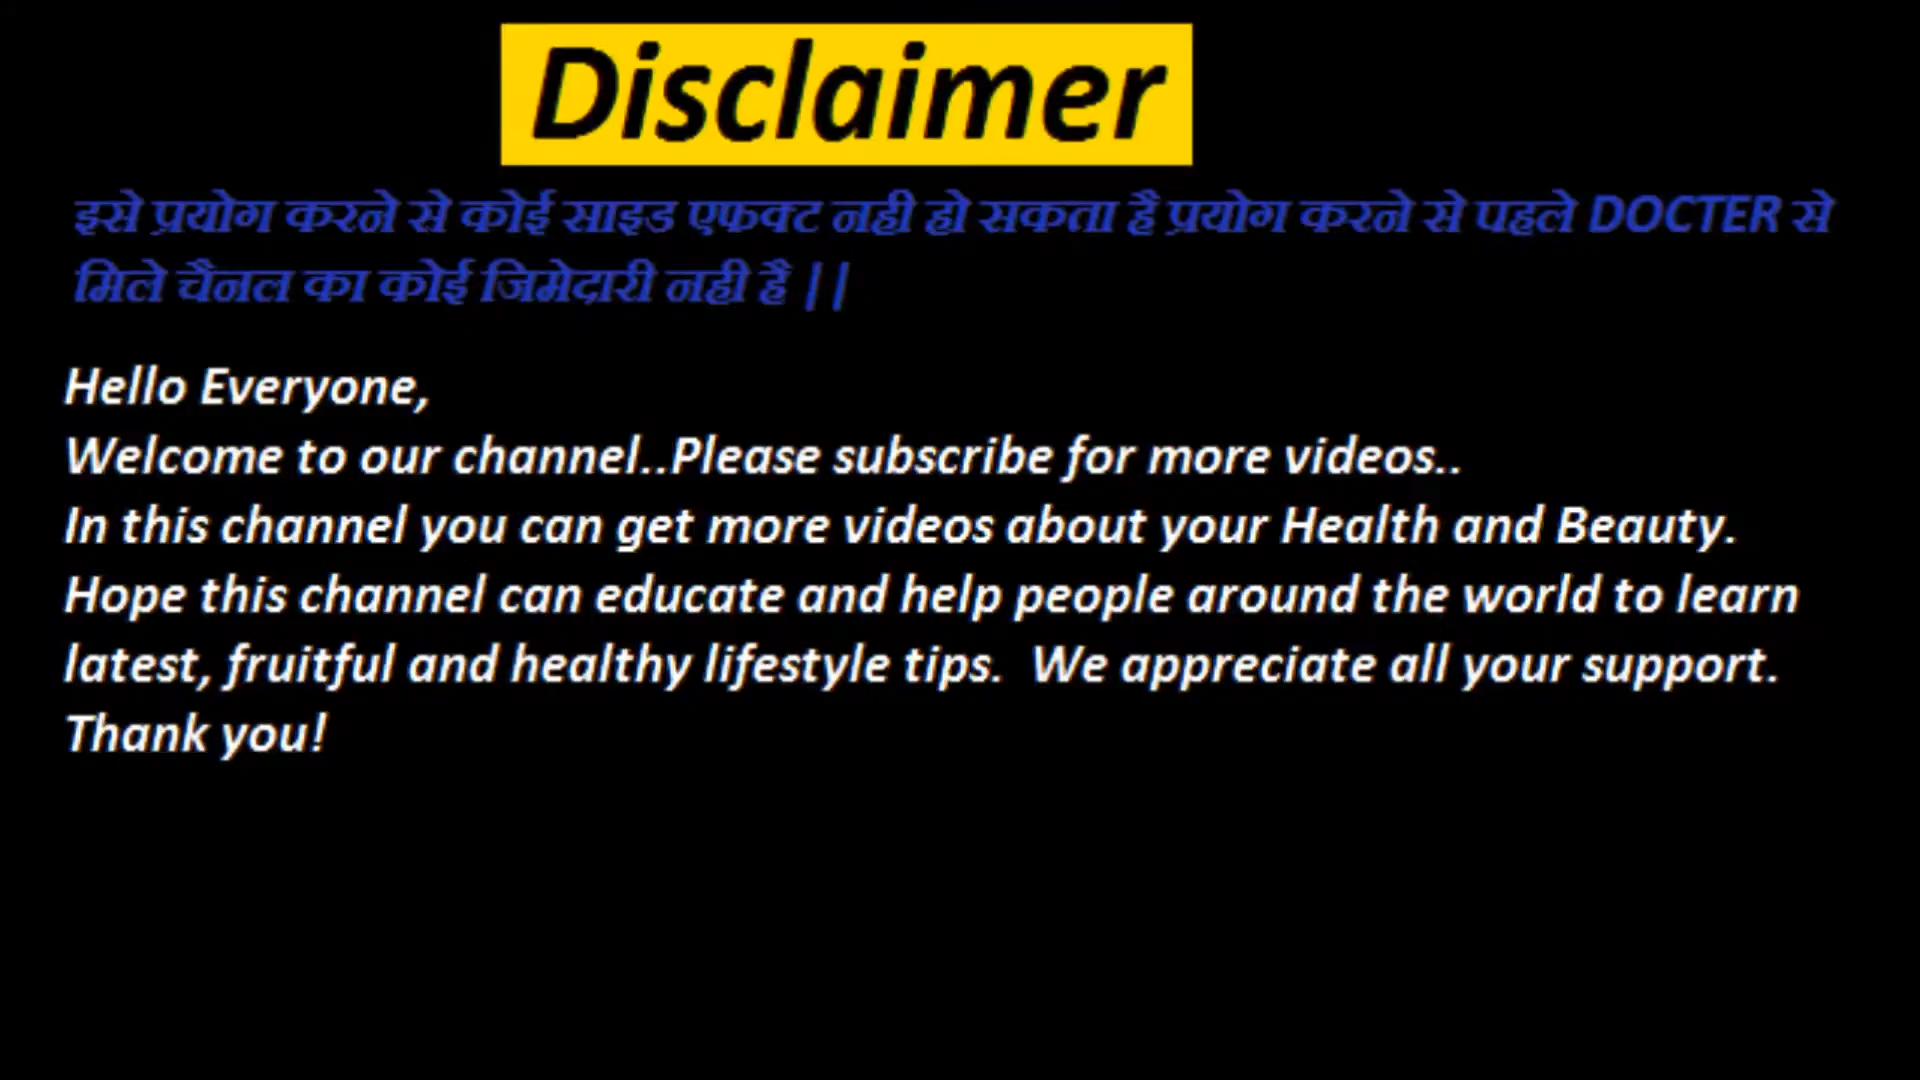 Disclaimer
इसे प्रयोग करने से कोई साइड एफक्ट नही हो सकता है प्रयोग करने से पहले DOCTER से
मिले चैनल का कोई जिमेदारी नही है ||
Hello Everyone,
Welcome to our channel..Please subscribe for more videos..
In this channel you can get more videos about your Health and Beauty.
Hope this channel can educate and help people around the world to learn
latest, fruitful and healthy lifestyle tips.  We appreciate all your support.
Thank you!